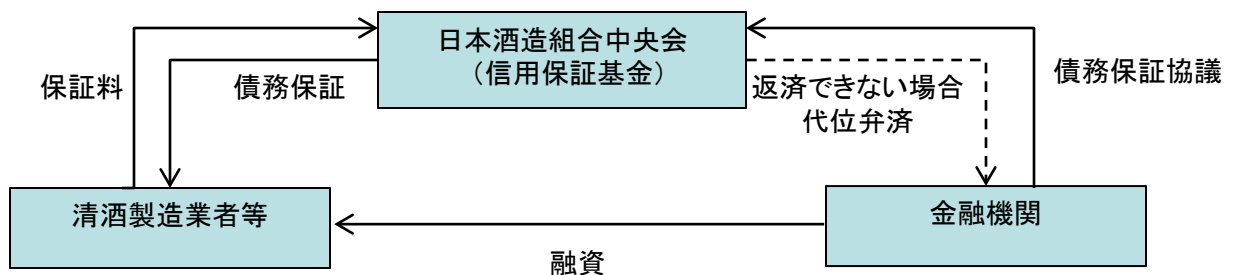 日本酒造組合中央会
（信用保証基金）
保証料
債務保証
返済できない場合
代位弁済
債務保証協議
清酒製造業者等
金融機関
融資